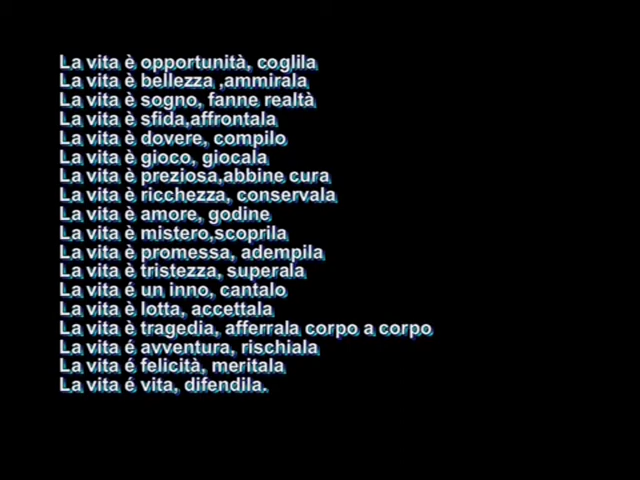 La vita è opportunità, coglila
La vita è bellezza ,ammirala
La vita è sogno, fanne realtà
La vita è sfida,affrontala
La vita è dovere, compilo
La vita è gioco, giocala
La vita è preziosa,abbine cura
La vita è ricchezza, conservala
La vita è amore, godine
La vita è mistero,scoprila
La vita è promessa, adempila
La vita è tristezza, superala
La vita é un inno, cantalo
La vita è lotta, accettala
La vita è tragedia, afferrala corpo a corpo
La vita é avventura, rischiala
La vita é felicità, meritala
La vita é vita, difendila.